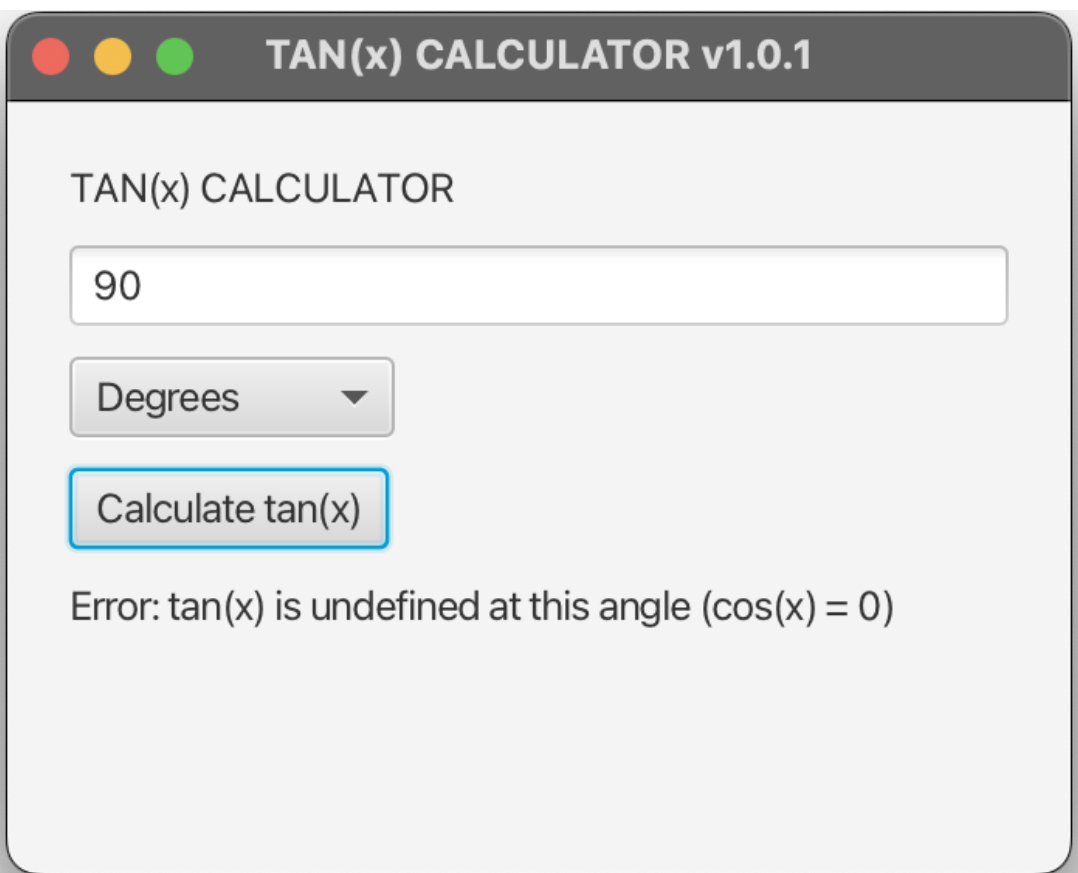 TAN(x) CALCULATOR v1.0.1
TAN(x) CALCULATOR
90
Degrees
Calculate tan(x)
Error: tan(x) is undefined at this angle (cos(x) = 0)